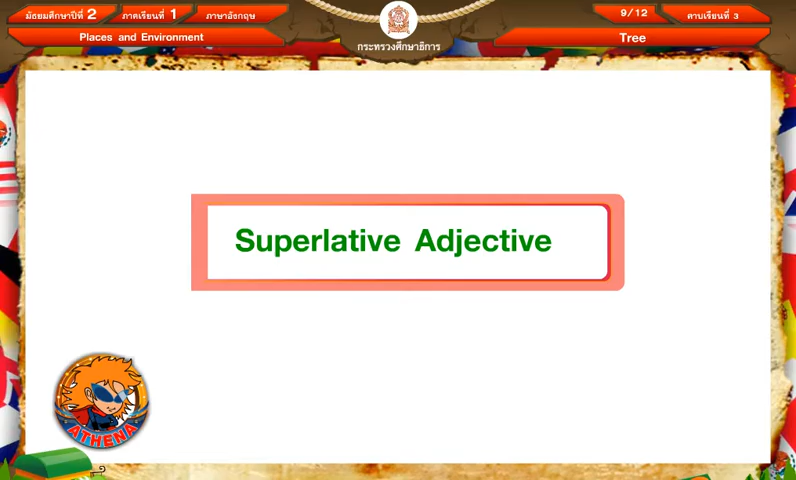 มัธยมศึกษาปีที่ 2
ภาคเรียนที่ 1
ภาษาอังกฤษ
9/12
คาบเรียนที่ 3
Places and Environment
กระทรวงศึกษาธิการ
Tree
Superlative Adjective
ATHENA